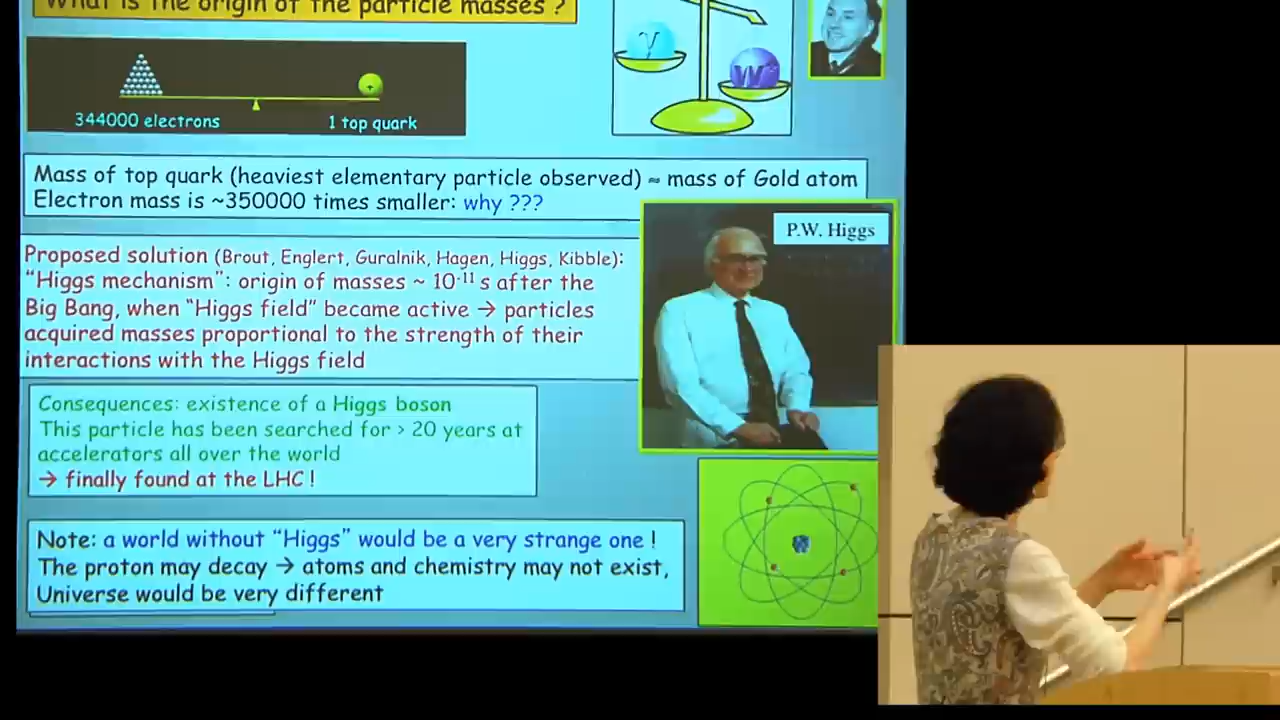 What is the origin of the particle masses ?
γ
W±
344000 electrons
1 top quark
Mass of top quark (heaviest elementary particle observed) ≈ mass of Gold atom
Electron mass is ~350000 times smaller: why ???
P.W. Higgs
Proposed solution (Brout, Englert, Guralnik, Hagen, Higgs, Kibble):
“Higgs mechanism”: origin of masses ~ 10⁻¹¹ s after the
Big Bang, when “Higgs field” became active → particles
acquired masses proportional to the strength of their
interactions with the Higgs field
Consequences: existence of a Higgs boson
This particle has been searched for > 20 years at
accelerators all over the world
→ finally found at the LHC !
Note: a world without “Higgs” would be a very strange one !
The proton may decay → atoms and chemistry may not exist,
Universe would be very different